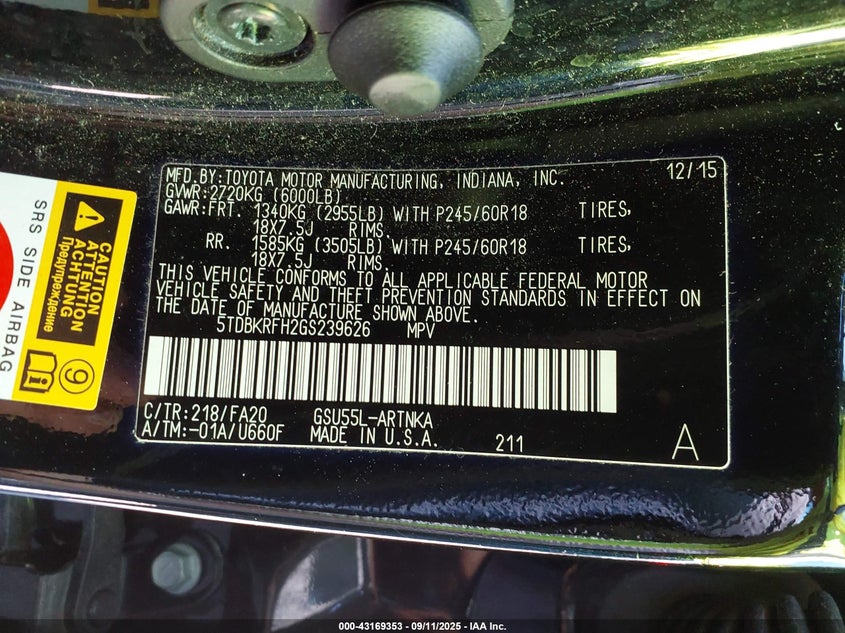 MFD.BY:TOYOTA MOTOR MANUFACTURING, INDIANA, INC. 12/15
GVWR:2720KG (6000LB)
GAWR:FRT. 1340KG (2955LB) WITH P245/60R18 TIRES,
18X7.5J RIMS.
RR. 1585KG (3505LB) WITH P245/60R18 TIRES,
18X7.5J RIMS.
THIS VEHICLE CONFORMS TO ALL APPLICABLE FEDERAL MOTOR
VEHICLE SAFETY AND THEFT PREVENTION STANDARDS IN EFFECT ON
THE DATE OF MANUFACTURE SHOWN ABOVE.
5TDBKRFH2GS239626 MPV
C/TR:218/FA20 GSU55L-ARTNKA
A/TM:-01A/U660F MADE IN U.S.A. 211 A
CAUTION
ATTENTION
ACHTUNG
Предупреждение
SRS SIDE AIRBAG
9
000-43169353 - 09/11/2025 - IAA Inc.